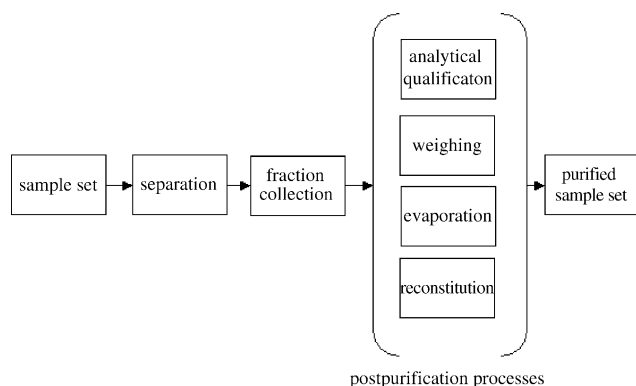 sample set
separation
fraction
collection
analytical
qualificaton
weighing
evaporation
reconstitution
purified
sample set
postpurification processes